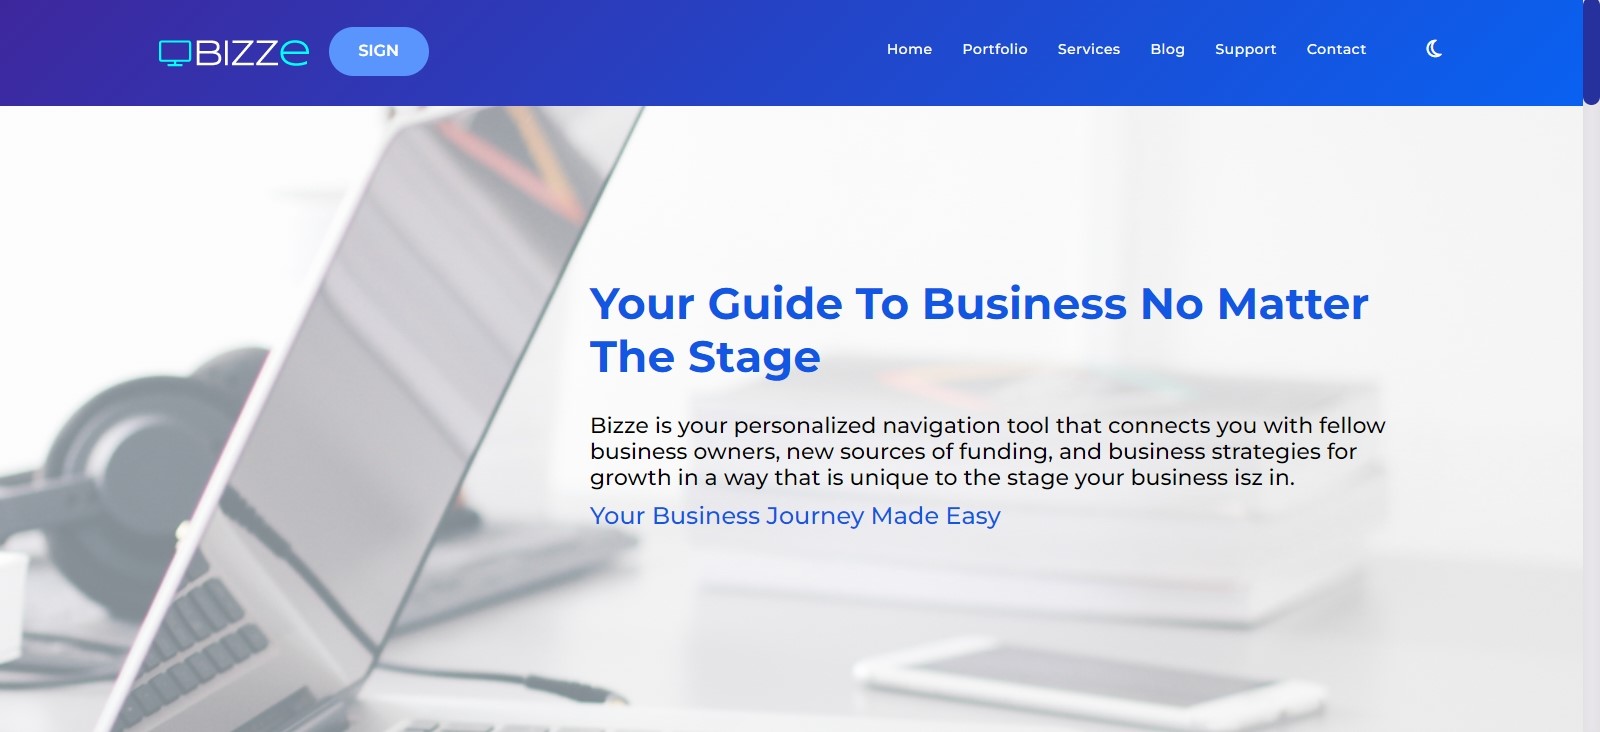 BIZZe
SIGN
Home Portfolio Services Blog Support Contact
Your Guide To Business No Matter
The Stage
Bizze is your personalized navigation tool that connects you with fellow
business owners, new sources of funding, and business strategies for
growth in a way that is unique to the stage your business isz in.
Your Business Journey Made Easy